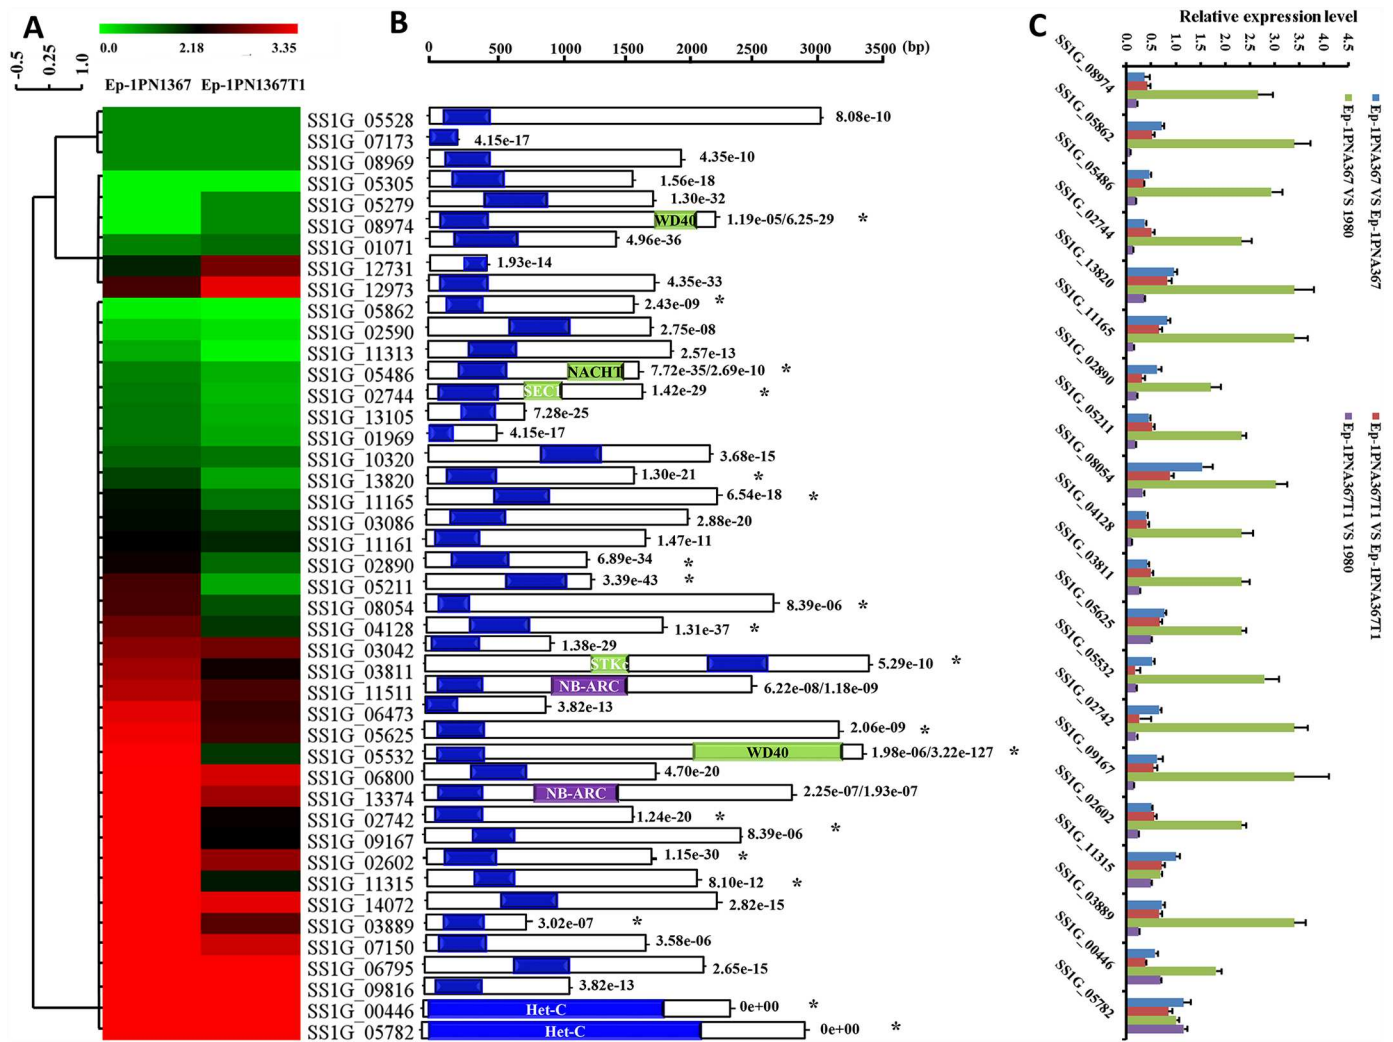 A
0.0 2.18 3.35
-0.5 0.25 1.0
Ep-1PN1367 Ep-1PN1367T1
B
0 500 1000 1500 2000 2500 3000 3500 (bp)
SS1G_05528 8.08e-10
SS1G_07173 4.15e-17
SS1G_08969 4.35e-10
SS1G_05305 1.56e-18
SS1G_05279 1.30e-32
SS1G_08974 WD40 1.19e-05/6.25-29 *
SS1G_01071 4.96e-36
SS1G_12731 1.93e-14
SS1G_12973 4.35e-33
SS1G_05862 2.43e-09 *
SS1G_02590 2.75e-08
SS1G_11313 2.57e-13
SS1G_05486 NACHT 7.72e-35/2.69e-10 *
SS1G_02744 SEC1 1.42e-29 *
SS1G_13105 7.28e-25
SS1G_01969 4.15e-17
SS1G_10320 3.68e-15
SS1G_13820 1.30e-21 *
SS1G_11165 6.54e-18 *
SS1G_03086 2.88e-20
SS1G_11161 1.47e-11
SS1G_02890 6.89e-34 *
SS1G_05211 3.39e-43 *
SS1G_08054 8.39e-06 *
SS1G_04128 1.31e-37 *
SS1G_03042 1.38e-29
SS1G_03811 STKc 5.29e-10 *
SS1G_11511 NB-ARC 6.22e-08/1.18e-09
SS1G_06473 3.82e-13
SS1G_05625 2.06e-09 *
SS1G_05532 WD40 1.98e-06/3.22e-127 *
SS1G_06800 4.70e-20
SS1G_13374 NB-ARC 2.25e-07/1.93e-07
SS1G_02742 1.24e-20 *
SS1G_09167 8.39e-06 *
SS1G_02602 1.15e-30 *
SS1G_11315 8.10e-12 *
SS1G_14072 2.82e-15
SS1G_03889 3.02e-07 *
SS1G_07150 3.58e-06
SS1G_06795 2.65e-15
SS1G_09816 3.82e-13
SS1G_00446 Het-C 0e+00 *
SS1G_05782 Het-C 0e+00 *
C
Relative expression level
0.0 0.5 1.0 1.5 2.0 2.5 3.0 3.5 4.0 4.5
SS1G_08974
SS1G_05862
SS1G_05486
SS1G_02744
SS1G_13820
SS1G_11165
SS1G_02890
SS1G_05211
SS1G_08054
SS1G_04128
SS1G_03811
SS1G_05625
SS1G_05532
SS1G_02742
SS1G_09167
SS1G_02602
SS1G_11315
SS1G_03889
SS1G_00446
SS1G_05782
Ep-1PNA367 VS Ep-1PNA367
Ep-1PNA367T1 VS Ep-1PNA367T1
Ep-1PNA367 VS 1980
Ep-1PNA367T1 VS 1980